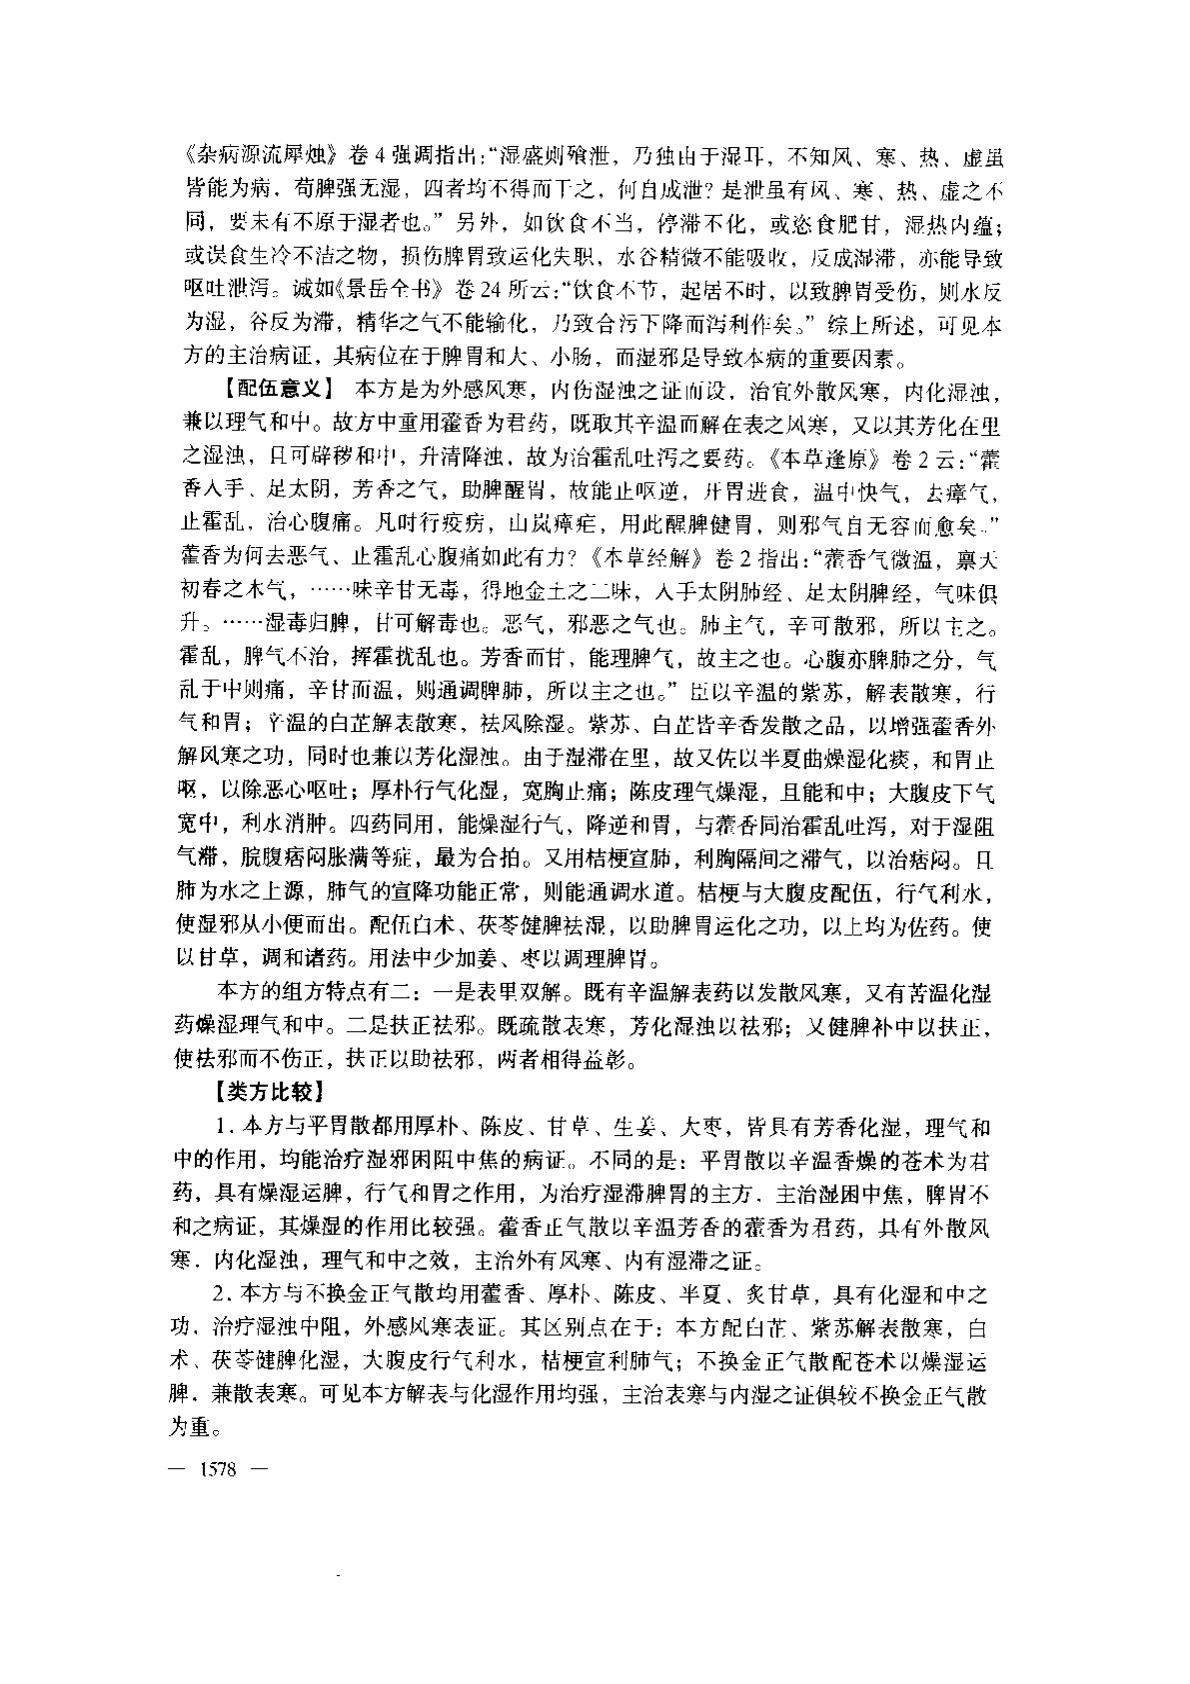 《杂病源流犀烛》卷 4 强调指出：“湿盛则飧泄，乃独由于湿耳，不知风、寒、热、虚虽
皆能为病，苟脾强无湿，四者均不得而干之，何自成泄？是泄虽有风、寒、热、虚之不
同，要未有不原于湿者也。”另外，如饮食不当，停滞不化，或恣食肥甘，湿热内蕴；
或误食生冷不洁之物，损伤脾胃致运化失职，水谷精微不能吸收，反成湿滞，亦能导致
呕吐泄泻。诚如《景岳全书》卷 24 所云：“饮食不节，起居不时，以致脾胃受伤，则水反
为湿，谷反为滞，精华之气不能输化，乃致合污下降而泻利作矣。”综上所述，可见本
方的主治病证，其病位在于脾胃和大、小肠，而湿邪是导致本病的重要因素。
【配伍意义】 本方是为外感风寒，内伤湿浊之证而设，治宜外散风寒，内化湿浊，
兼以理气和中。故方中重用藿香为君药，既取其辛温而解在表之风寒，又以其芳化在里
之湿浊，且可辟秽和中，升清降浊，故为治霍乱吐泻之要药。《本草逢原》卷 2 云：“藿
香入手、足太阴，芳香之气，助脾醒胃，故能止呕逆，开胃进食，温中快气，去瘴气，
止霍乱，治心腹痛。凡时行疫疠，山岚瘴疟，用此醒脾健胃，则邪气自无容而愈矣。”
藿香为何去恶气、止霍乱心腹痛如此有力？《本草经解》卷 2 指出：“藿香气微温，禀天
初春之木气，……味辛甘无毒，得地金土之二味，入手太阴肺经、足太阴脾经，气味俱
升。……湿毒归脾，甘可解毒也。恶气，邪恶之气也。肺主气，辛可散邪，所以主之。
霍乱，脾气不治，挥霍扰乱也。芳香而甘，能理脾气，故主之也。心腹亦脾肺之分，气
乱于中则痛，辛甘而温，则通调脾肺，所以主之也。”臣以辛温的紫苏，解表散寒，行
气和胃；辛温的白芷解表散寒，祛风除湿。紫苏、白芷皆辛香发散之品，以增强藿香外
解风寒之功，同时也兼以芳化湿浊。由于湿滞在里，故又佐以半夏曲燥湿化痰，和胃止
呕，以除恶心呕吐；厚朴行气化湿，宽胸止痛；陈皮理气燥湿，且能和中；大腹皮下气
宽中，利水消肿。四药同用，能燥湿行气、降逆和胃，与藿香同治霍乱吐泻，对于湿阻
气滞，脘腹痞闷胀满等症，最为合拍。又用桔梗宣肺，利胸隔间之滞气，以治痞闷。且
肺为水之上源，肺气的宣降功能正常，则能通调水道。桔梗与大腹皮配伍，行气利水，
使湿邪从小便而出。配伍白术、茯苓健脾祛湿，以助脾胃运化之功，以上均为佐药。使
以甘草，调和诸药。用法中少加姜、枣以调理脾胃。
本方的组方特点有二：一是表里双解。既有辛温解表药以发散风寒，又有苦温化湿
药燥湿理气和中。二是扶正祛邪。既疏散表寒，芳化湿浊以祛邪；又健脾补中以扶正，
使祛邪而不伤正，扶正以助祛邪，两者相得益彰。
【类方比较】
1. 本方与平胃散都用厚朴、陈皮、甘草、生姜、大枣，皆具有芳香化湿，理气和
中的作用，均能治疗湿邪困阻中焦的病证。不同的是：平胃散以辛温香燥的苍术为君
药，具有燥湿运脾，行气和胃之作用，为治疗湿滞脾胃的主方，主治湿困中焦，脾胃不
和之病证，其燥湿的作用比较强。藿香正气散以辛温芳香的藿香为君药，具有外散风
寒，内化湿浊，理气和中之效，主治外有风寒、内有湿滞之证。
2. 本方与不换金正气散均用藿香、厚朴、陈皮、半夏、炙甘草，具有化湿和中之
功，治疗湿浊中阻，外感风寒表证。其区别点在于：本方配白芷、紫苏解表散寒，白
术、茯苓健脾化湿，大腹皮行气利水，桔梗宣利肺气；不换金正气散配苍术以燥湿运
脾，兼散表寒。可见本方解表与化湿作用均强，主治表寒与内湿之证俱较不换金正气散
为重。
— 1578 —